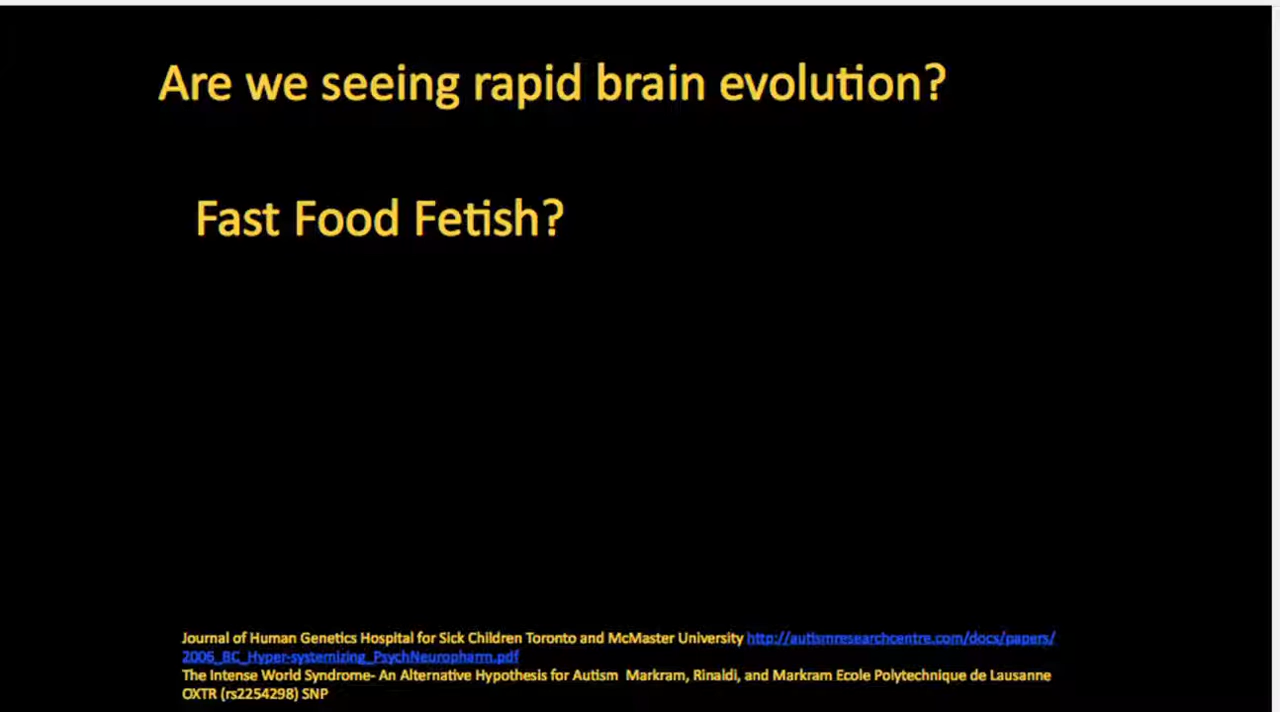 Are we seeing rapid brain evolution?
Fast Food Fetish?
Journal of Human Genetics Hospital for Sick Children Toronto and McMaster University http://autismresearchcentre.com/docs/papers/
2006_BC_Hyper-systemizing_PsychNeuropharm.pdf
The Intense World Syndrome- An Alternative Hypothesis for Autism  Markram, Rinaldi, and Markram Ecole Polytechnique de Lausanne
OXTR (rs2254298) SNP